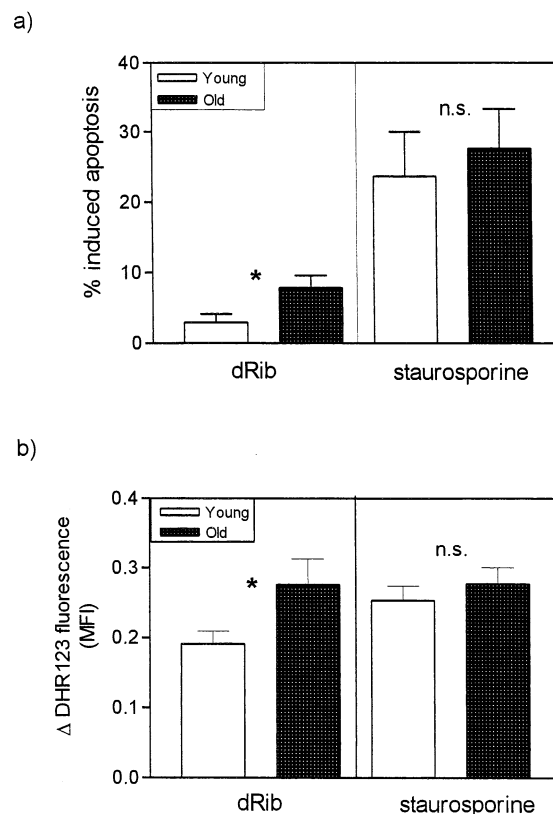 a)
% induced apoptosis
40
30
20
10
0
Young
Old
*
n.s.
dRib
staurosporine
b)
Δ DHR123 fluorescence
(MFI)
0.4
0.3
0.2
0.1
0.0
Young
Old
*
n.s.
dRib
staurosporine